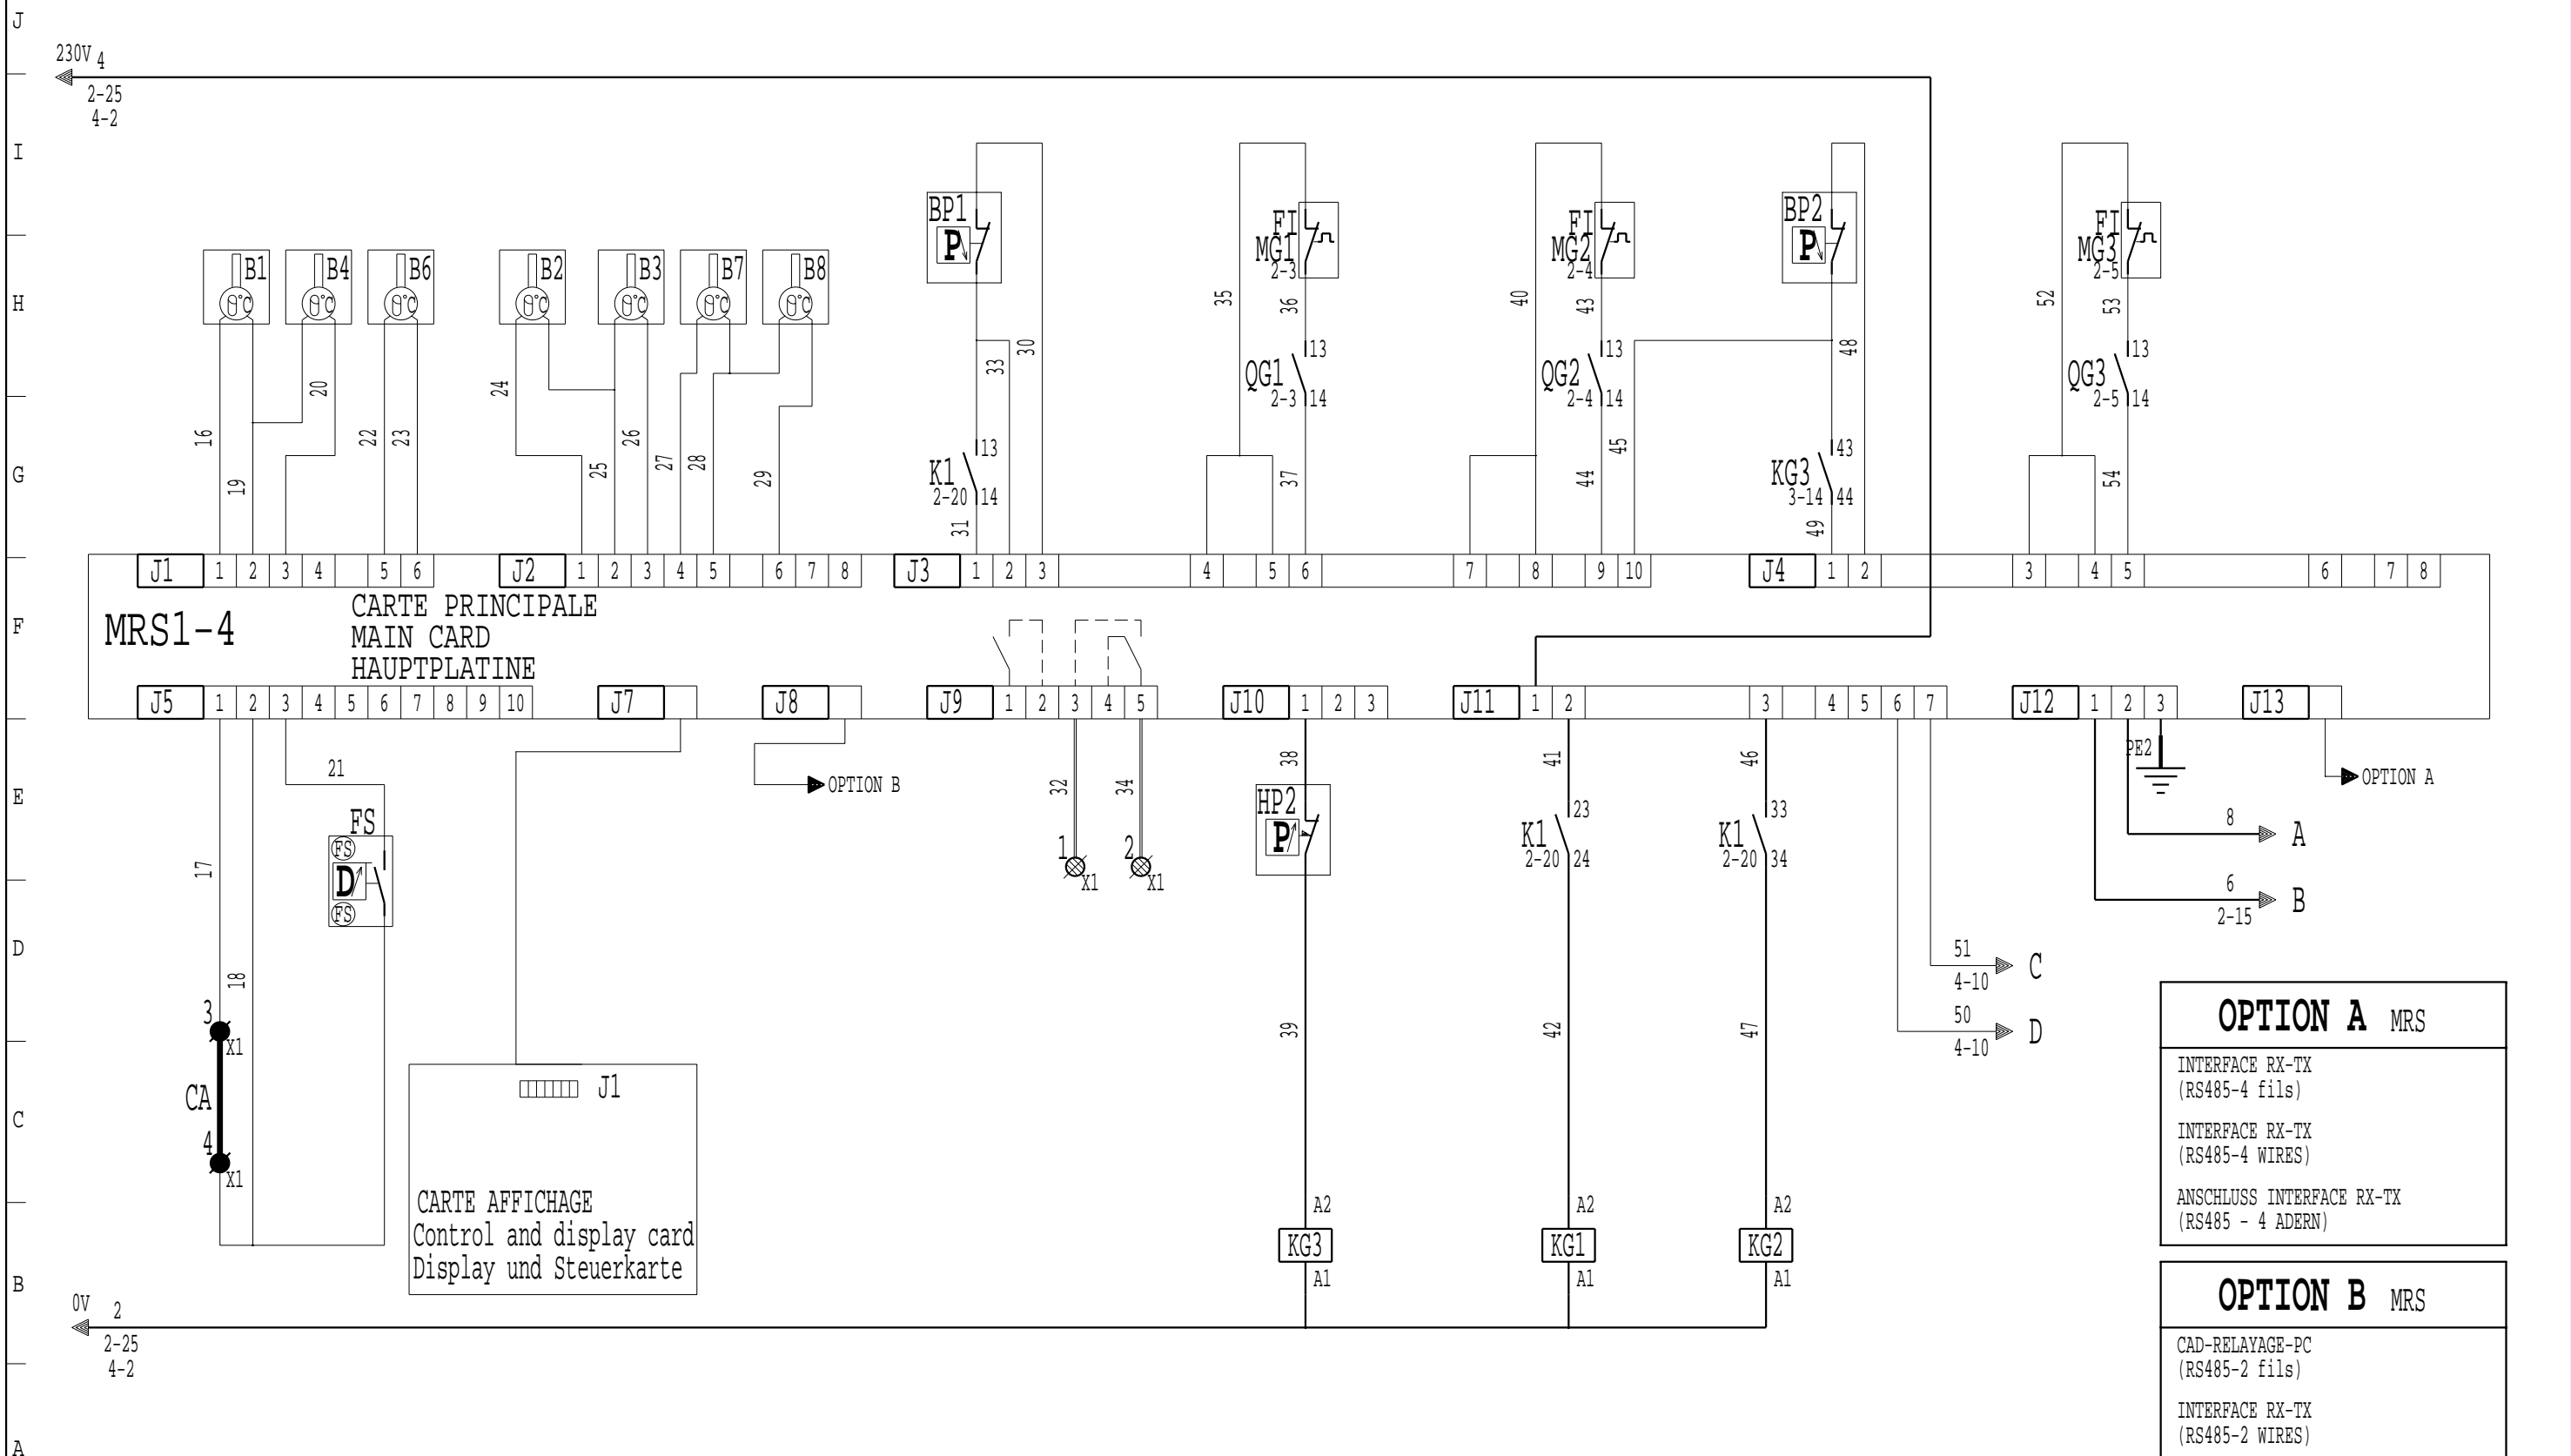 J
230V 4
2-25
4-2
I
BP1
P
FI
MG1
2-3
FI
MG2
2-4
BP2
P
FI
MG3
2-5
B1
B4
B6
B2
B3
B7
B8
θ°C
θ°C
θ°C
θ°C
θ°C
θ°C
θ°C
H
35
36
40
43
52
53
33
30
48
13
QG1
2-3
14
13
QG2
2-4
14
13
QG3
2-5
14
20
24
16
19
22
23
25
26
27
28
29
G
13
K1
2-20
14
31
37
44
45
43
KG3
3-14
44
49
54
J1 1 2 3 4 5 6
J2 1 2 3 4 5 6 7 8
J3 1 2 3 4 5 6 7 8 9 10
J4 1 2 3 4 5 6 7 8
F
MRS1-4
CARTE PRINCIPALE
MAIN CARD
HAUPTPLATINE
J5 1 2 3 4 5 6 7 8 9 10
J7
J8
J9 1 2 3 4 5
J10 1 2 3
J11 1 2 3 4 5 6 7
J12 1 2 3
J13
E
21
FS
FS
D
FS
17
18
OPTION B
32
34
1
X1
2
X1
38
HP2
P
41
23
K1
2-20
24
46
33
K1
2-20
34
PE2
OPTION A
8
A
6
2-15
B
D
51
4-10
C
50
4-10
D
3
X1
CA
4
X1
39
42
47
C
J1
CARTE AFFICHAGE
Control and display card
Display und Steuerkarte
A2
KG3
A1
A2
KG1
A1
A2
KG2
A1
B
0V 2
2-25
4-2
A
OPTION A MRS
INTERFACE RX-TX
(RS485-4 fils)
INTERFACE RX-TX
(RS485-4 WIRES)
ANSCHLUSS INTERFACE RX-TX
(RS485 - 4 ADERN)
OPTION B MRS
CAD-RELAYAGE-PC
(RS485-2 fils)
INTERFACE RX-TX
(RS485-2 WIRES)